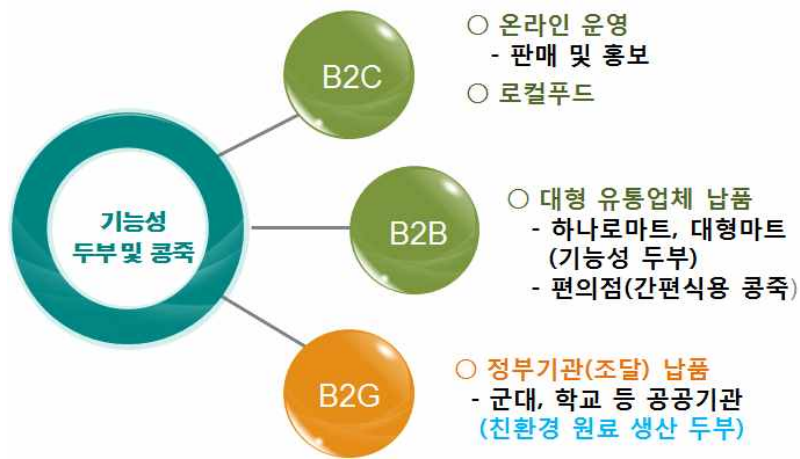 기능성
두부 및 콩죽
B2C
○ 온라인 운영
- 판매 및 홍보
○ 로컬푸드
B2B
○ 대형 유통업체 납품
- 하나로마트, 대형마트
(기능성 두부)
- 편의점(간편식용 콩죽)
B2G
○ 정부기관(조달) 납품
- 군대, 학교 등 공공기관
(친환경 원료 생산 두부)